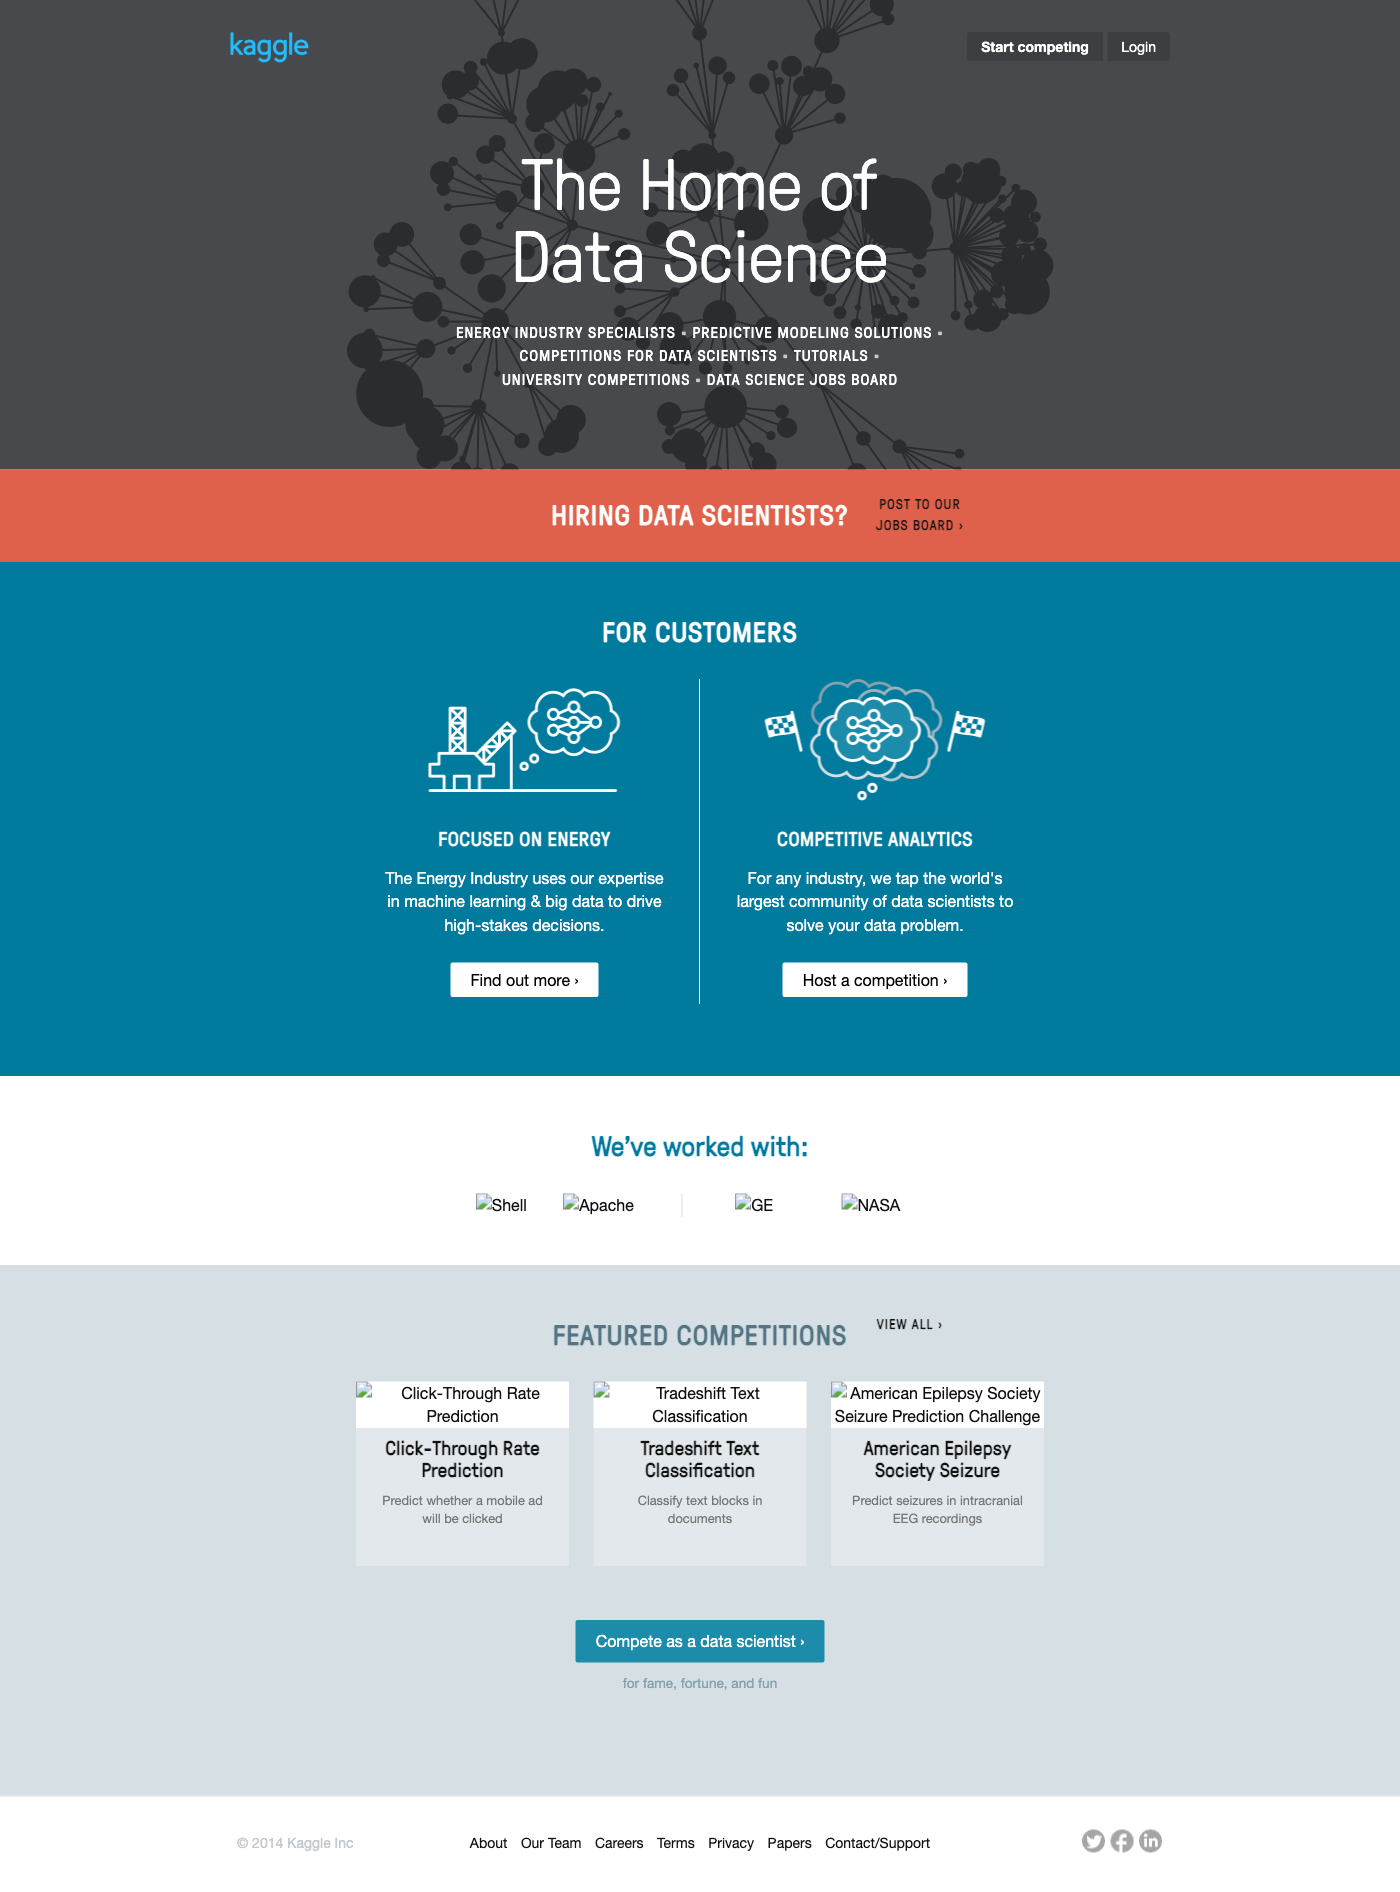 kaggle
Start competing
Login
The Home of
Data Science
ENERGY INDUSTRY SPECIALISTS • PREDICTIVE MODELING SOLUTIONS •
COMPETITIONS FOR DATA SCIENTISTS • TUTORIALS •
UNIVERSITY COMPETITIONS • DATA SCIENCE JOBS BOARD
HIRING DATA SCIENTISTS?
POST TO OUR
JOBS BOARD ›
FOR CUSTOMERS
FOCUSED ON ENERGY
The Energy Industry uses our expertise
in machine learning & big data to drive
high-stakes decisions.
Find out more ›
COMPETITIVE ANALYTICS
For any industry, we tap the world's
largest community of data scientists to
solve your data problem.
Host a competition ›
We've worked with:
Shell
Apache
GE
NASA
FEATURED COMPETITIONS
VIEW ALL ›
Click-Through Rate
Prediction
Click-Through Rate
Prediction
Predict whether a mobile ad
will be clicked
Tradeshift Text
Classification
Tradeshift Text
Classification
Classify text blocks in
documents
American Epilepsy Society
Seizure Prediction Challenge
American Epilepsy
Society Seizure
Predict seizures in intracranial
EEG recordings
Compete as a data scientist ›
for fame, fortune, and fun
© 2014 Kaggle Inc
About Our Team Careers Terms Privacy Papers Contact/Support